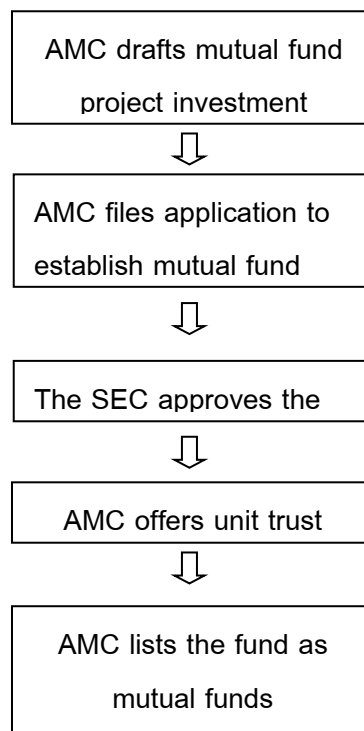 AMC drafts mutual fund
project investment
AMC files application to
establish mutual fund
The SEC approves the
AMC offers unit trust
AMC lists the fund as
mutual funds